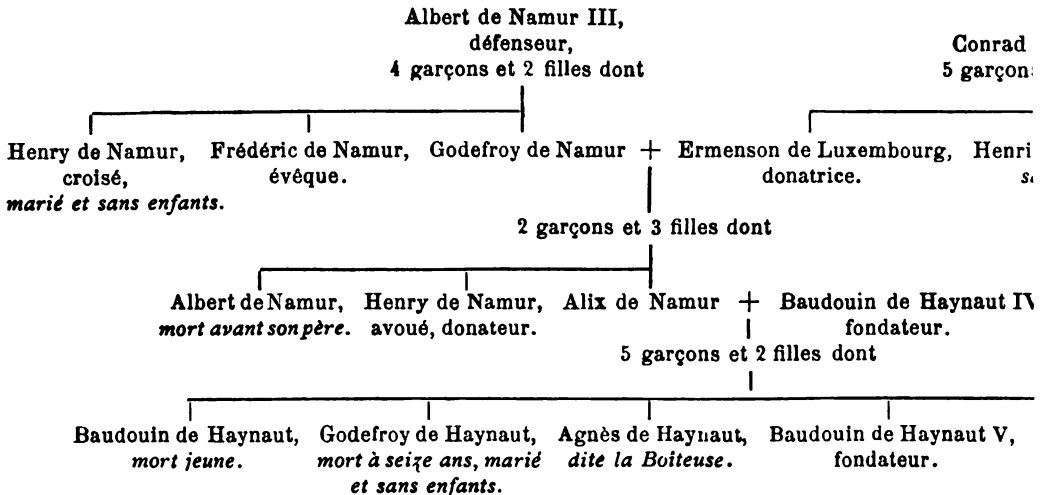 Albert de Namur III,
défenseur,
4 garçons et 2 filles dont
Conrad
5 garçon
Henry de Namur,
croisé,
marié et sans enfants.
Frédéric de Namur,
évêque.
Godefroy de Namur + Ermenson de Luxembourg,
donatrice.
Henri
2 garçons et 3 filles dont
Albert de Namur,
mort avant son père.
Henry de Namur,
avoué, donateur.
Alix de Namur + Baudouin de Haynaut IV
fondateur.
5 garçons et 2 filles dont
Baudouin de Haynaut,
mort jeune.
Godefroy de Haynaut,
mort à seize ans, marié
et sans enfants.
Agnès de Haynaut,
dite la Boîteuse.
Baudouin de Haynaut V,
fondateur.